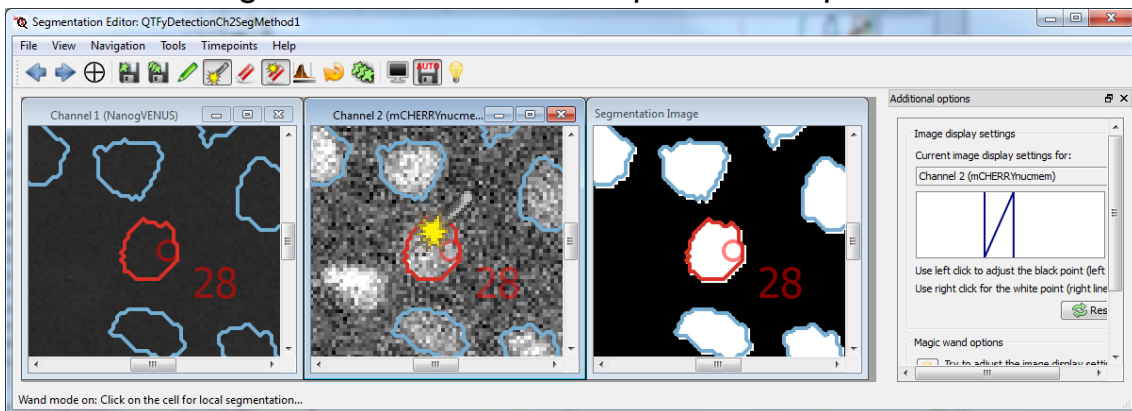 Segmentation Editor: QTFyDetectionCh2SegMethod1
File View Navigation Tools Timepoints Help
AUTO
Channel 1 (NanogVENUS)
Channel 2 (mCHERRYnucme...
Segmentation Image
28
28
28
Additional options
Image display settings
Current image display settings for:
Channel 2 (mCHERRYnucmem)
Use left click to adjust the black point (left
Use right click for the white point (right line
Res
Magic wand options
Try to adjust the image display setti
Wand mode on: Click on the cell for local segmentation...